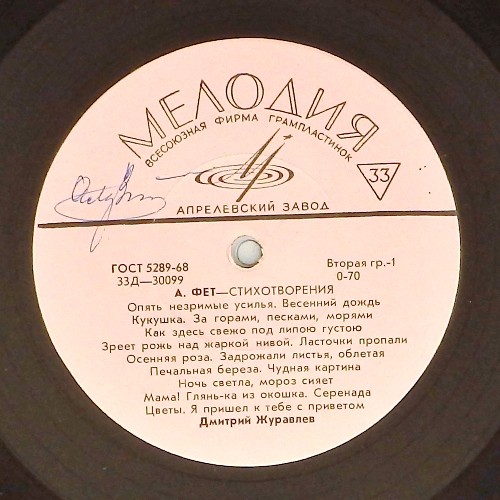 МЕЛОДИЯ
ВСЕСОЮЗНАЯ ФИРМА ГРАМПЛАСТИНОК
33
АПРЕЛЕВСКИЙ ЗАВОД
ГОСТ 5289-68
33Д—30099
Вторая гр.-1
0-70
А. ФЕТ—СТИХОТВОРЕНИЯ
Опять незримые усилья. Весенний дождь
Кукушка. За горами, песками, морями
Как здесь свежо под липою густою
Зреет рожь над жаркой нивой. Ласточки пропали
Осенняя роза. Задрожали листья, облетая
Печальная береза. Чудная картина
Ночь светла, мороз сияет
Мама! Глянь-ка из окошка. Серенада
Цветы. Я пришел к тебе с приветом
Дмитрий Журавлев